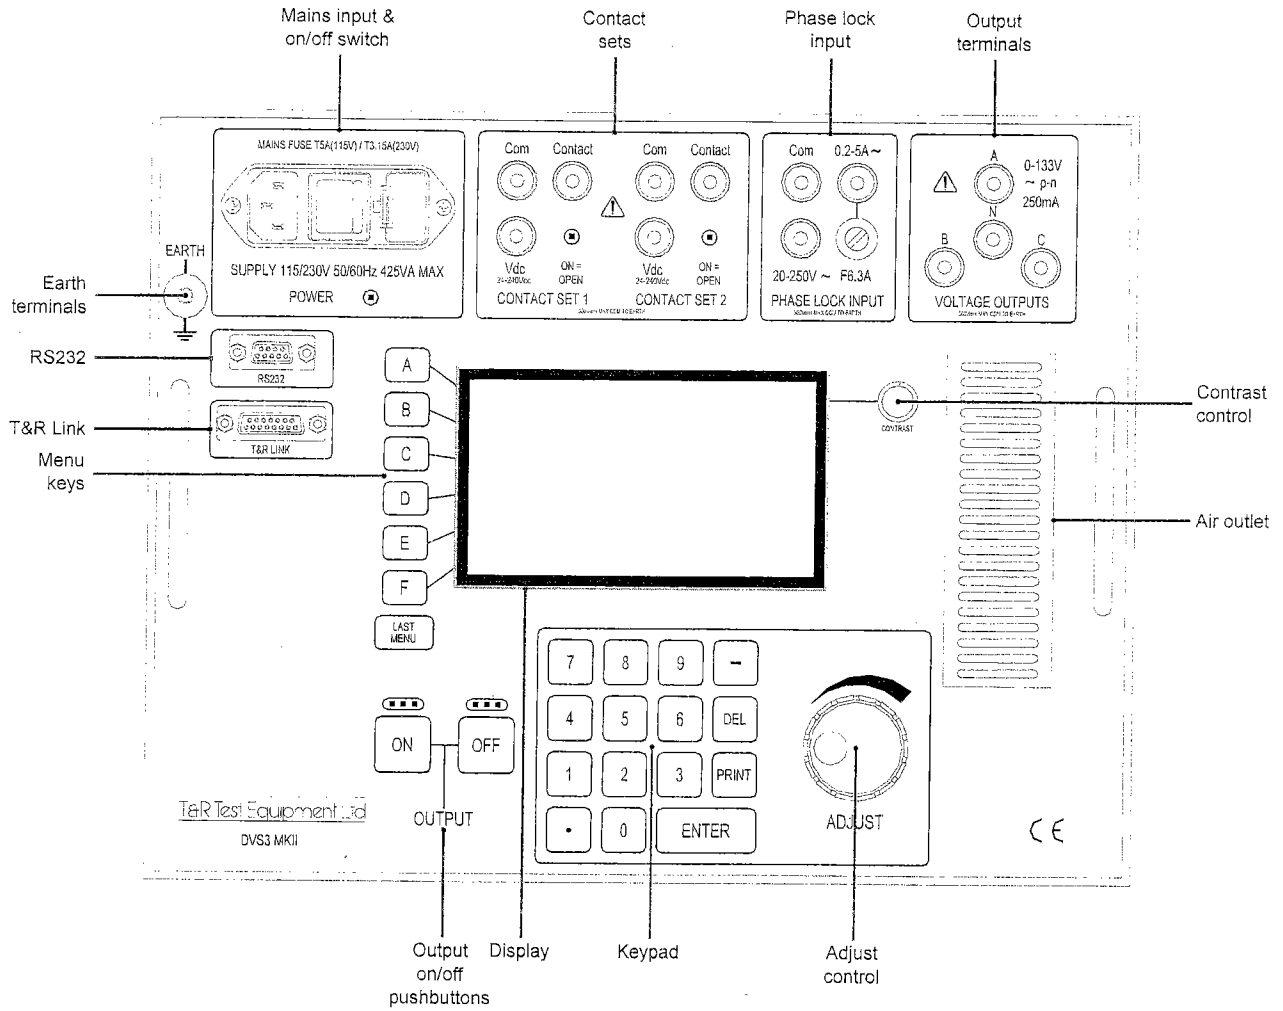 Mains input &
on/off switch
Contact
sets
Phase lock
input
Output
terminals
MAINS FUSE T5A(115V) / T3.15A(230V)
SUPPLY 115/230V 50/60Hz 425VA MAX
POWER
Com Contact Com Contact
Vdc
24-240Vdc
ON =
OPEN
Vdc
24-240Vdc
ON =
OPEN
CONTACT SET 1 CONTACT SET 2
Com 0.2-5A~
20-250V ~ F6.3A
PHASE LOCK INPUT
A
0-133V
~ p-n
250mA
N
B
C
VOLTAGE OUTPUTS
EARTH
Earth
terminals
RS232
RS232
T&R Link
T&R LINK
Menu
keys
A
B
C
D
E
F
LAST
MENU
CONTRAST
Contrast
control
Air outlet
7 8 9 –
4 5 6 DEL
1 2 3 PRINT
. 0 ENTER
ADJUST
ON OFF
OUTPUT
T&R Test Equipment Ltd
DVS3 MKII
CE
Output
on/off
pushbuttons
Display
Keypad
Adjust
control